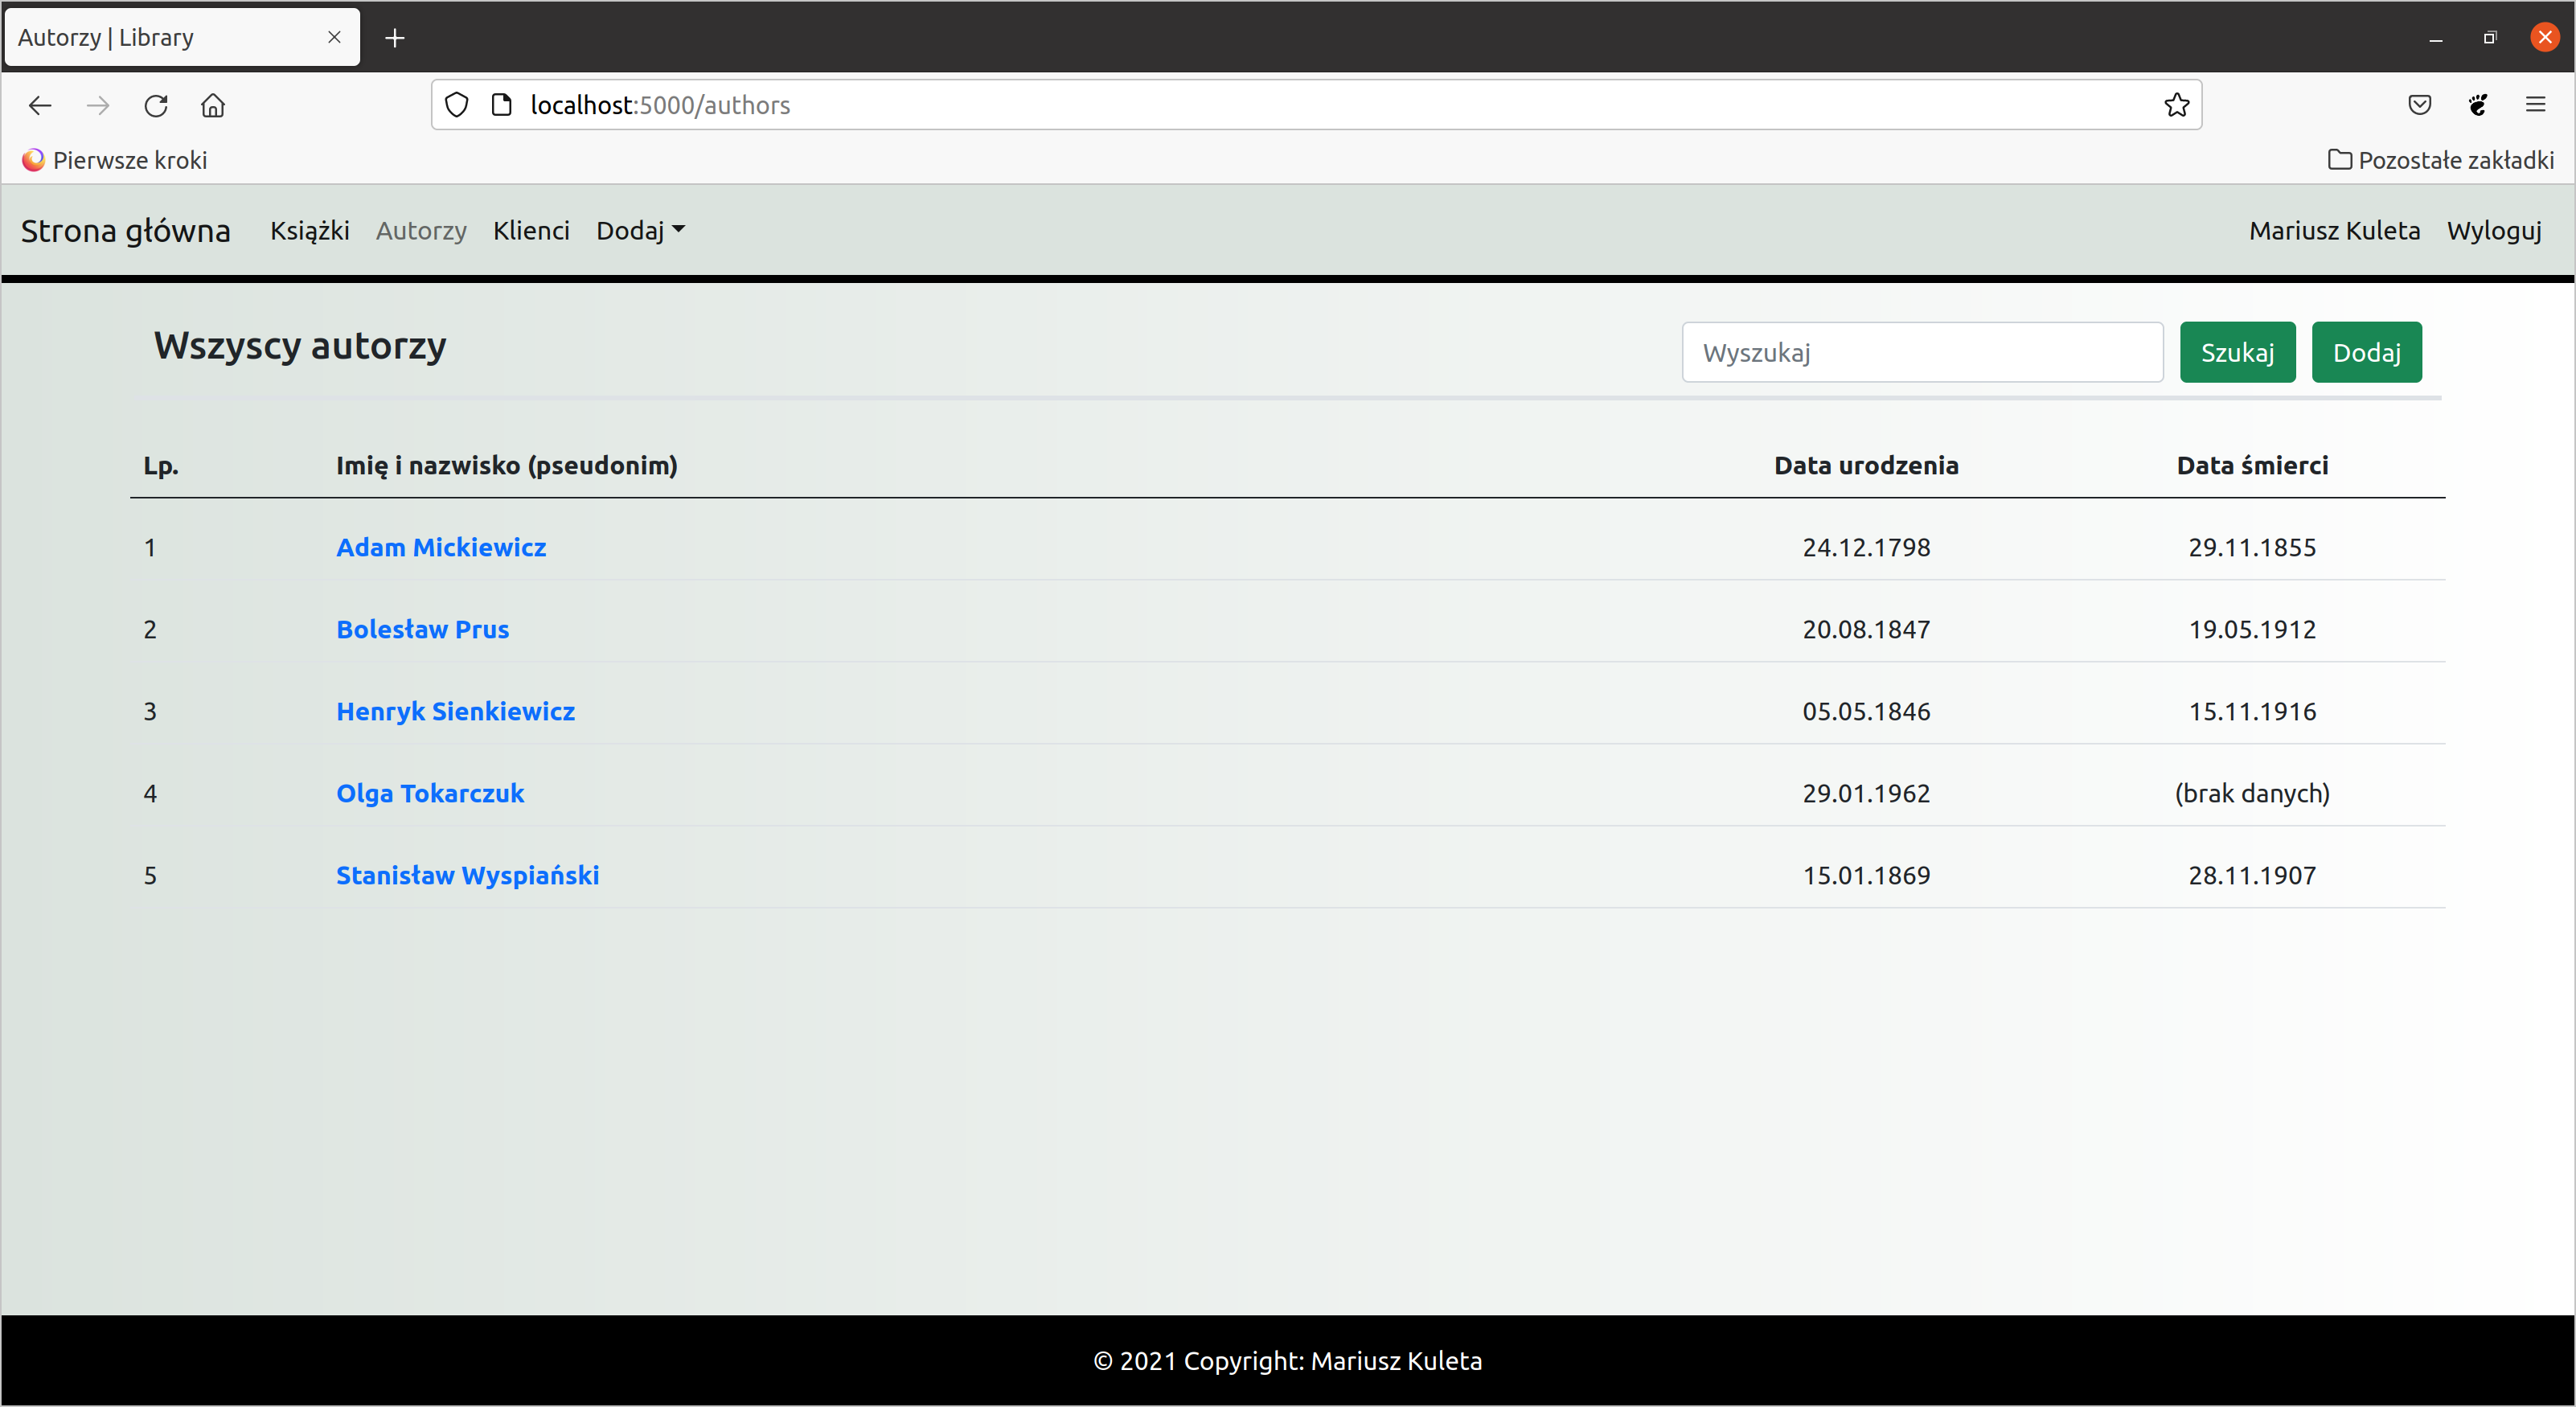 Autorzy | Library
localhost:5000/authors
Pierwsze kroki Pozostałe zakładki
Strona główna Książki Autorzy Klienci Dodaj Mariusz Kuleta Wyloguj
Wszyscy autorzy Wyszukaj Szukaj Dodaj
Lp. Imię i nazwisko (pseudonim) Data urodzenia Data śmierci
1 Adam Mickiewicz 24.12.1798 29.11.1855
2 Bolesław Prus 20.08.1847 19.05.1912
3 Henryk Sienkiewicz 05.05.1846 15.11.1916
4 Olga Tokarczuk 29.01.1962 (brak danych)
5 Stanisław Wyspiański 15.01.1869 28.11.1907
© 2021 Copyright: Mariusz Kuleta